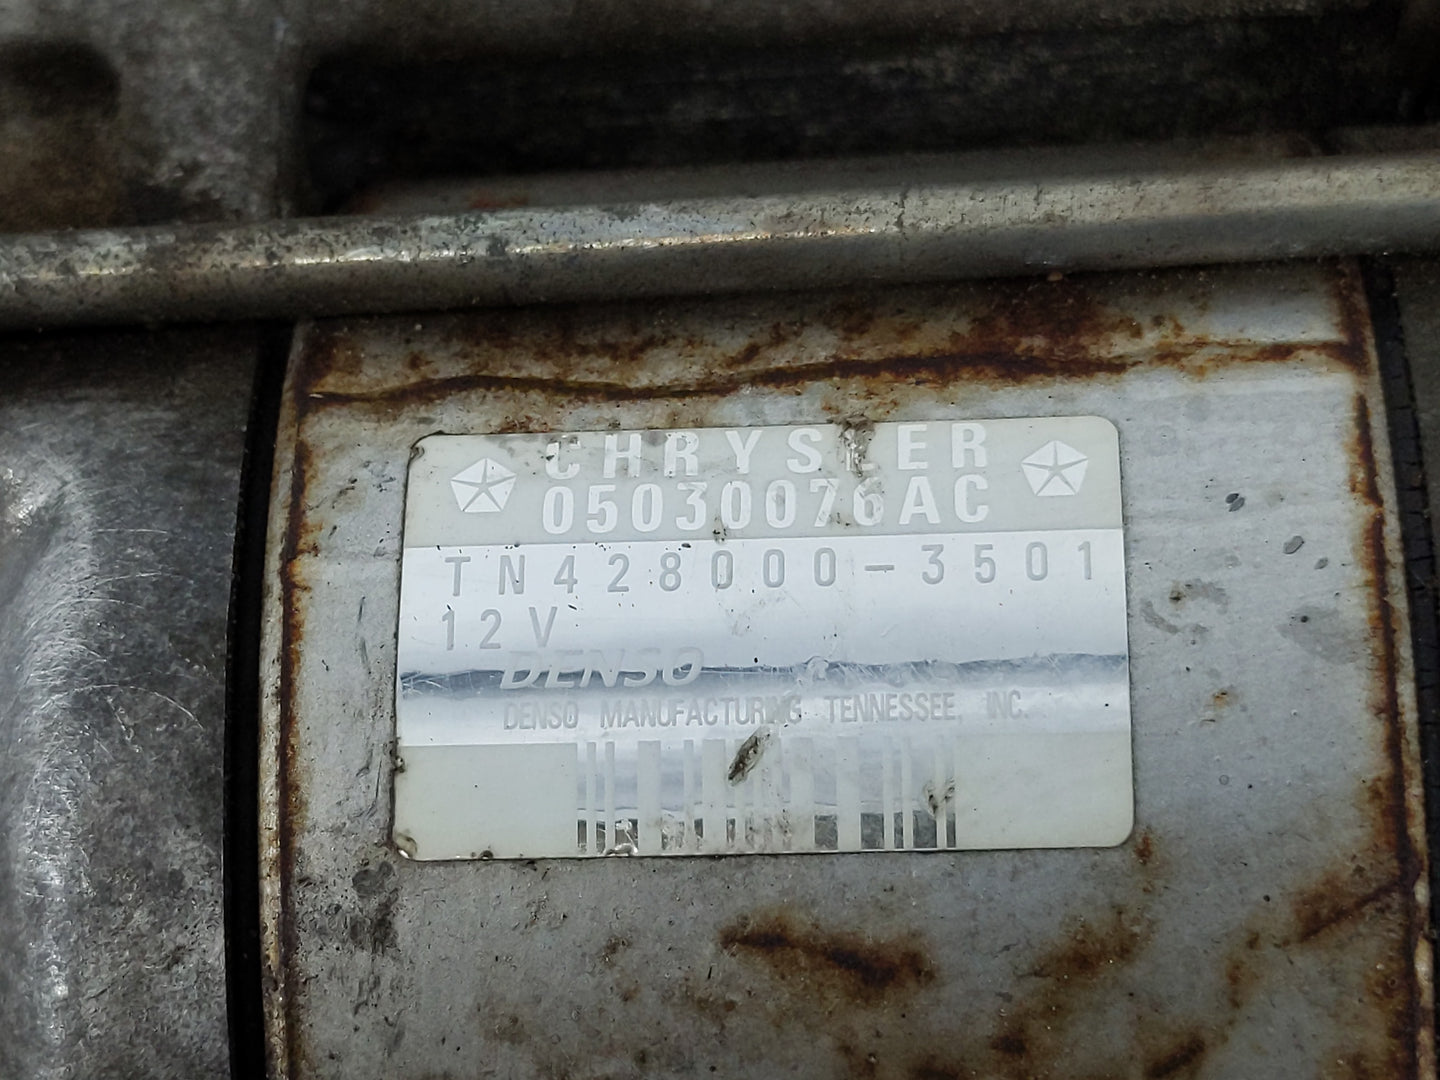 CHRYSLER
05030076AC
TN428000-3501
12V
DENSO
DENSO MANUFACTURING TENNESSEE, INC.